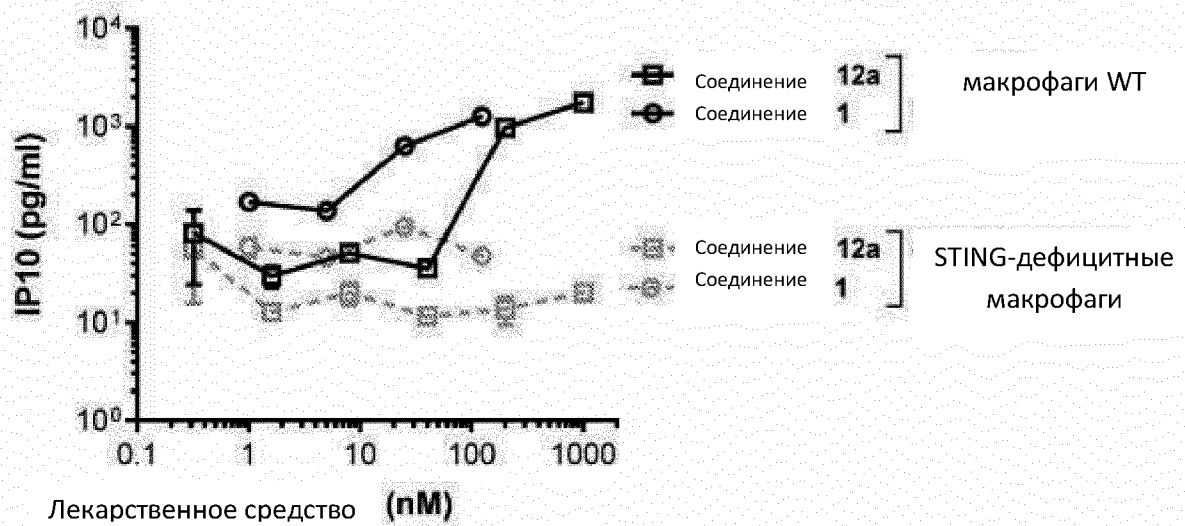 10⁴
10³
10²
10¹
10⁰
IP10 (pg/ml)
0.1 1 10 100 1000
Лекарственное средство (nM)
Соединение 12a
Соединение 1
макрофаги WT
Соединение 12a
Соединение 1
STING-дефицитные
макрофаги